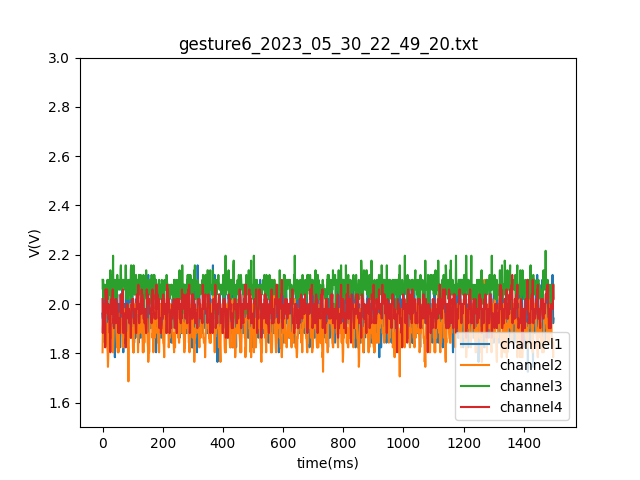 gesture6_2023_05_30_22_49_20.txt
3.0
2.8
2.6
2.4
2.2
2.0
1.8
1.6
V(V)
channel1
channel2
channel3
channel4
0 200 400 600 800 1000 1200 1400
time(ms)